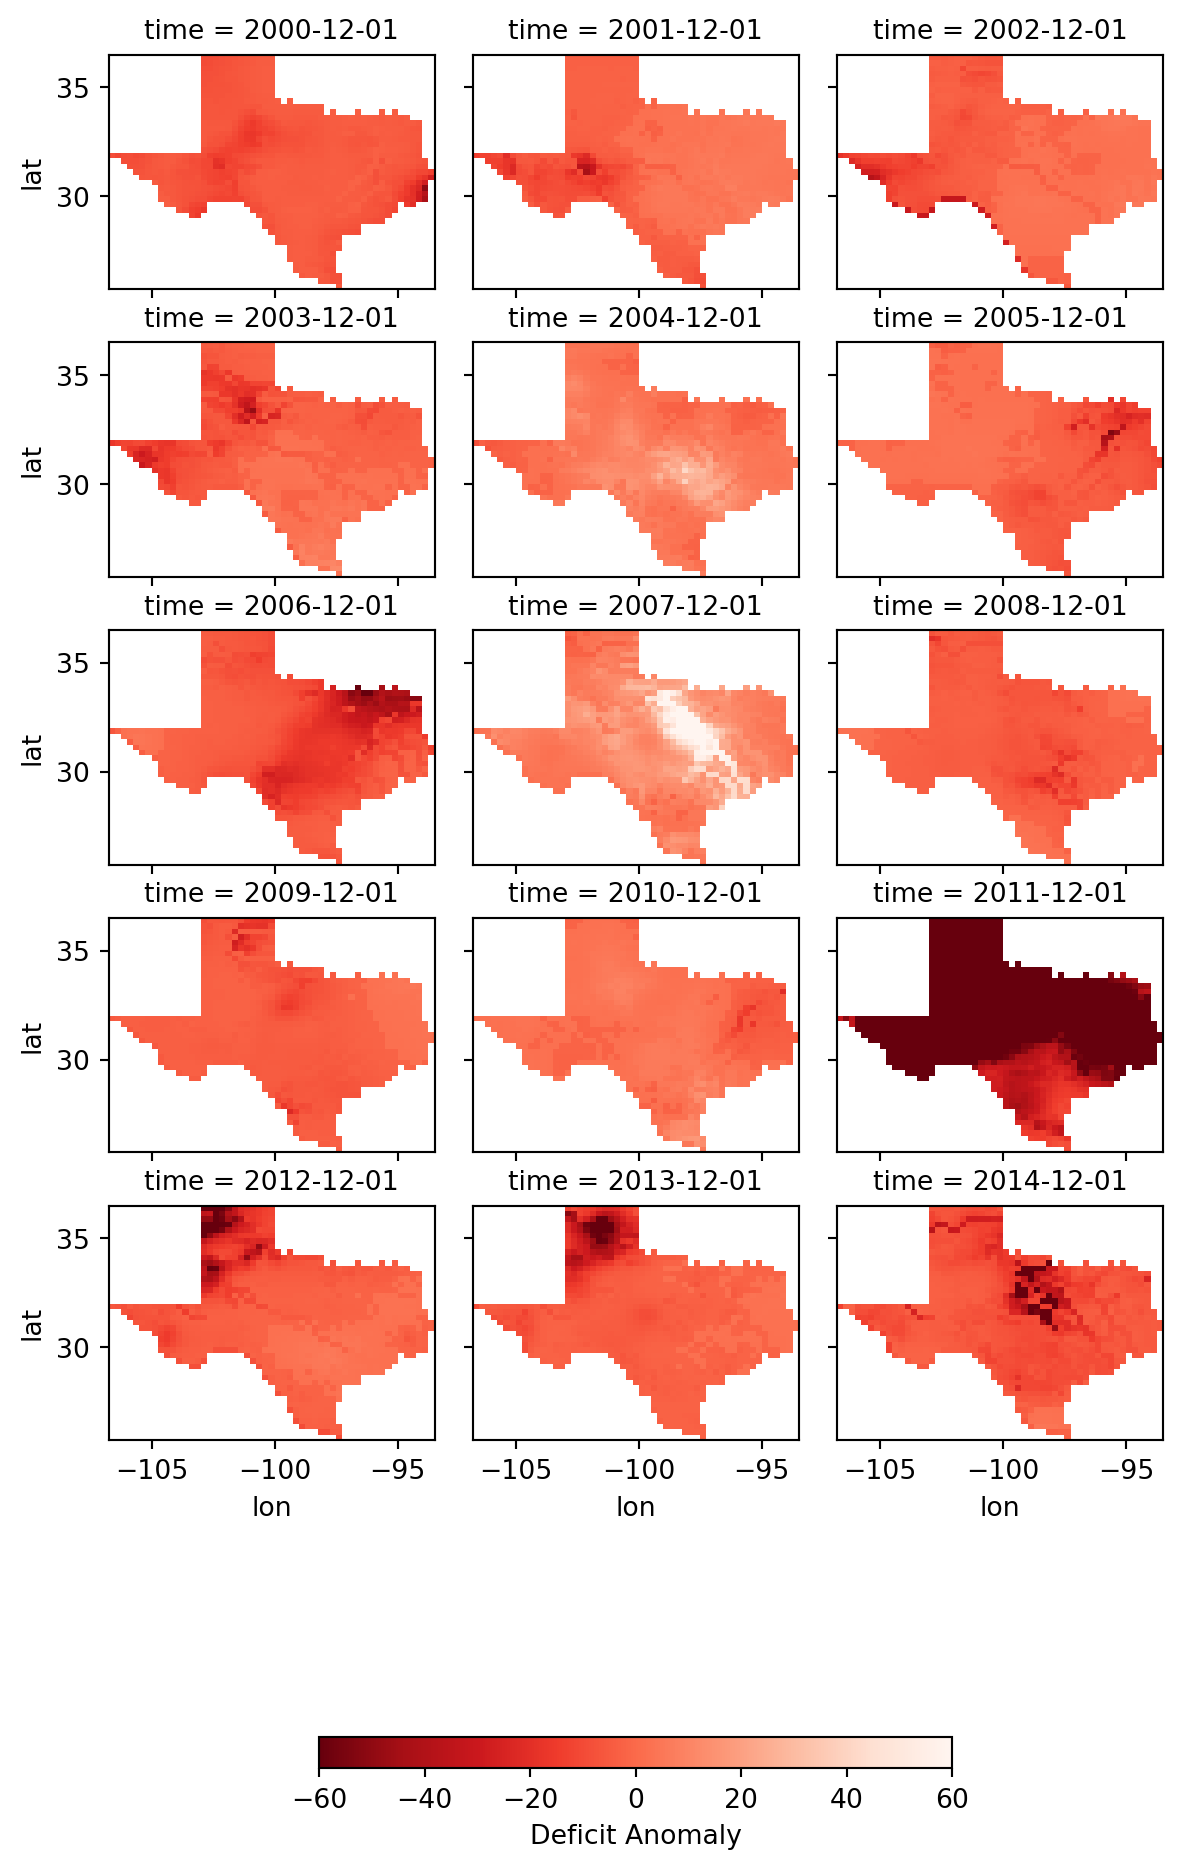 time = 2000-12-01 time = 2001-12-01 time = 2002-12-01
35
30
lat
time = 2003-12-01 time = 2004-12-01 time = 2005-12-01
35
30
lat
time = 2006-12-01 time = 2007-12-01 time = 2008-12-01
35
30
lat
time = 2009-12-01 time = 2010-12-01 time = 2011-12-01
35
30
lat
time = 2012-12-01 time = 2013-12-01 time = 2014-12-01
35
30
lat
−105 −100 −95 −105 −100 −95 −105 −100 −95
lon lon lon
−60 −40 −20 0 20 40 60
Deficit Anomaly